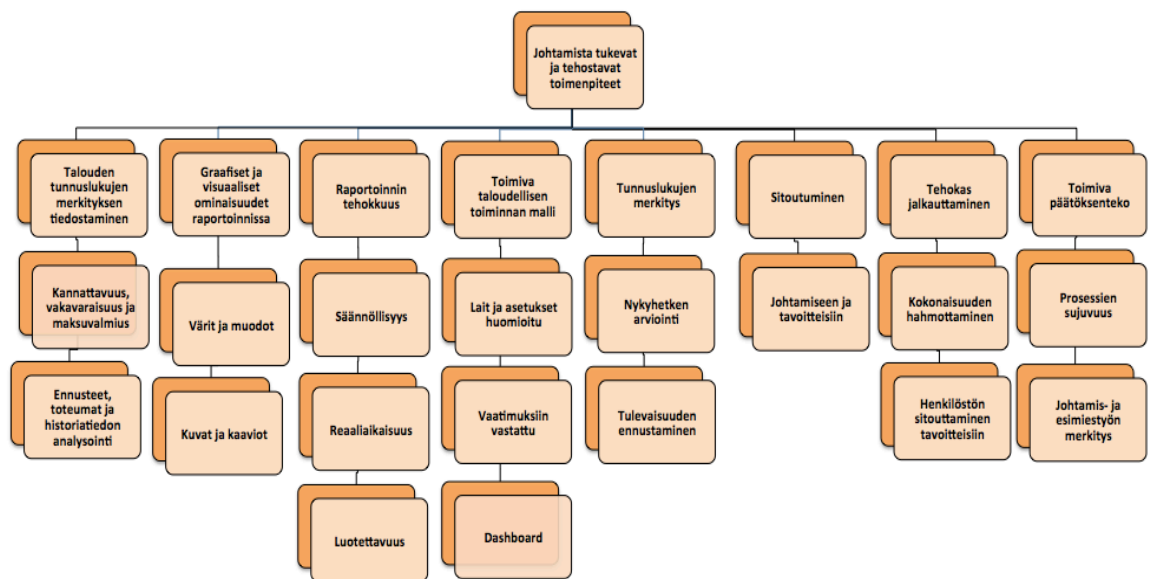 Johtamista tukevat
ja tehostavat
toimenpiteet
Talouden
tunnuslukujen
merkityksen
tiedostaminen
Kannattavuus,
vakavaraisuus ja
maksuvalmius
Ennusteet,
toteumat ja
historiatiedon
analysointi
Graafiset ja
visuaaliset
ominaisuudet
raportoinnissa
Värit ja muodot
Kuvat ja kaaviot
Raportoinnin
tehokkuus
Säännöllisyys
Reaaliaikaisuus
Luotettavuus
Toimiva
taloudellisen
toiminnan malli
Lait ja asetukset
huomioitu
Vaatimuksiin
vastattu
Dashboard
Tunnuslukujen
merkitys
Nykyhetken
arviointi
Tulevaisuuden
ennustaminen
Sitoutuminen
Johtamiseen ja
tavoitteisiin
Tehokas
jalkauttaminen
Kokonaisuuden
hahmottaminen
Henkilöstön
sitouttaminen
tavoitteisiin
Toimiva
päätöksenteko
Prosessien
sujuvuus
Johtamis- ja
esimiestyön
merkitys